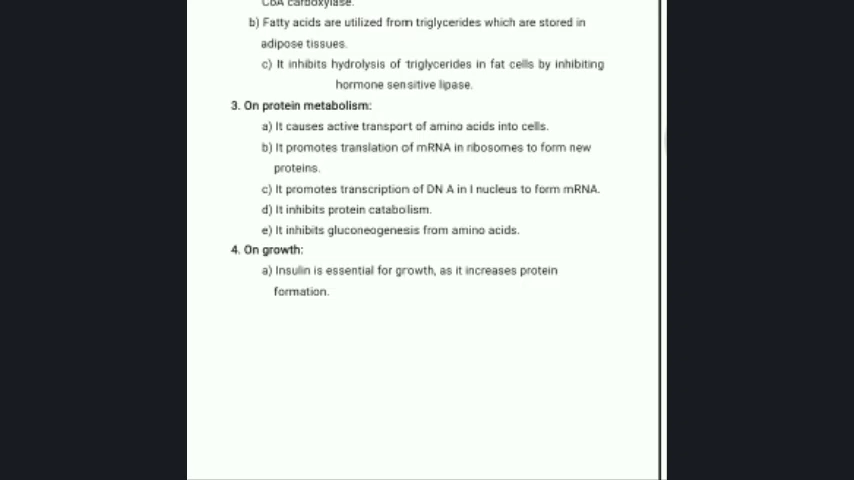 CoA carboxylase.
b) Fatty acids are utilized from triglycerides which are stored in
adipose tissues.
c) It inhibits hydrolysis of triglycerides in fat cells by inhibiting
hormone sensitive lipase.
3. On protein metabolism:
a) It causes active transport of amino acids into cells.
b) It promotes translation of mRNA in ribosomes to form new
proteins.
c) It promotes transcription of DN A in I nucleus to form mRNA.
d) It inhibits protein catabolism.
e) It inhibits gluconeogenesis from amino acids.
4. On growth:
a) Insulin is essential for growth, as it increases protein
formation.